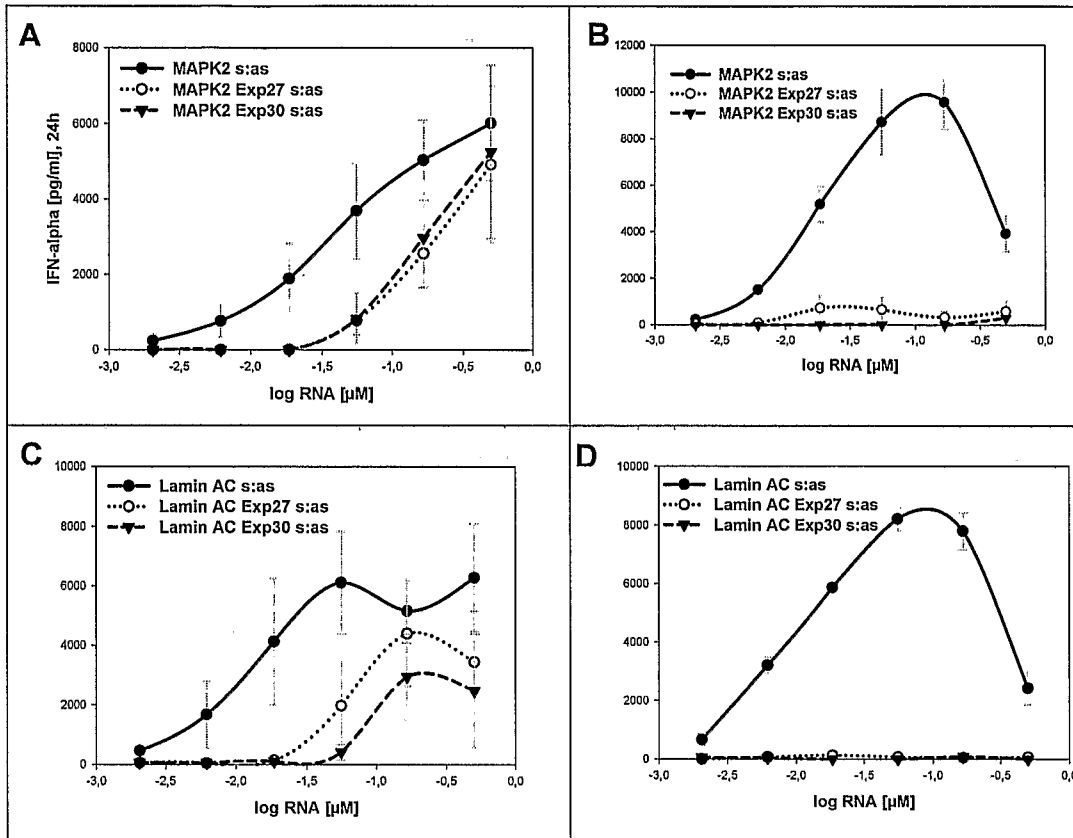 A
8000
6000
4000
2000
0
IFN-alpha [pg/ml], 24h
MAPK2 s:as
MAPK2 Exp27 s:as
MAPK2 Exp30 s:as
-3,0 -2,5 -2,0 -1,5 -1,0 -0,5 0,0
log RNA [µM]
B
12000
10000
8000
6000
4000
2000
0
MAPK2 s:as
MAPK2 Exp27 s:as
MAPK2 Exp30 s:as
-3,0 -2,5 -2,0 -1,5 -1,0 -0,5 0,0
log RNA [µM]
C
10000
8000
6000
4000
2000
0
Lamin AC s:as
Lamin AC Exp27 s:as
Lamin AC Exp30 s:as
-3,0 -2,5 -2,0 -1,5 -1,0 -0,5 0,0
log RNA [µM]
D
10000
8000
6000
4000
2000
0
Lamin AC s:as
Lamin AC Exp27 s:as
Lamin AC Exp30 s:as
-3,0 -2,5 -2,0 -1,5 -1,0 -0,5 0,0
log RNA [µM]